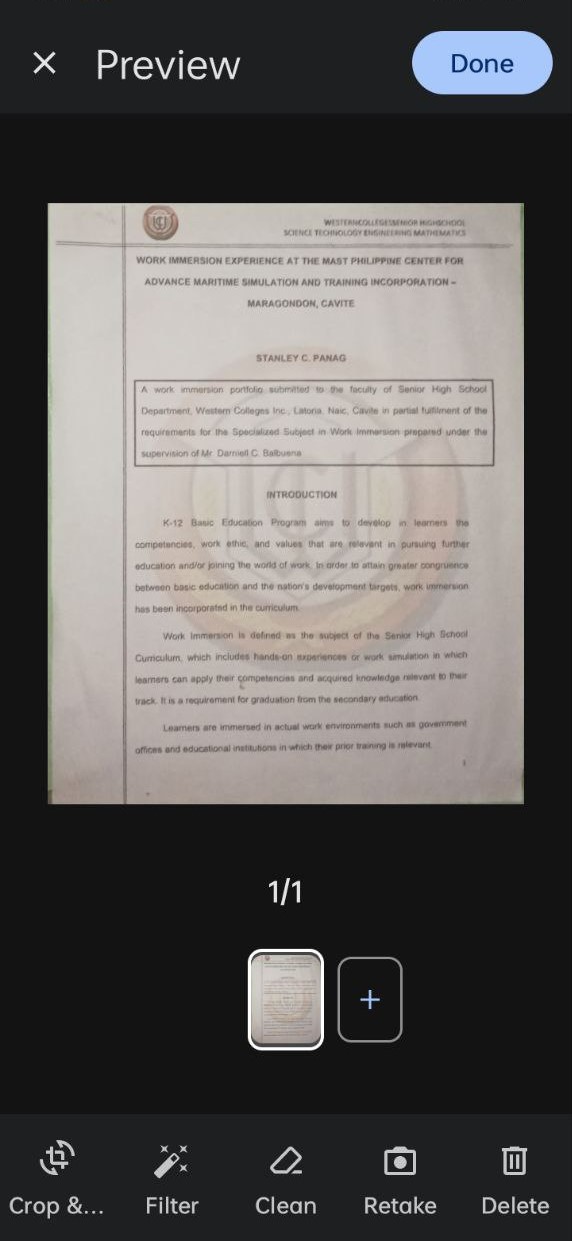 Preview
Done
WESTERNCOLLEGESSENIOR HIGHSCHOOL
SCIENCE TECHNOLOGY ENGINEERING MATHEMATICS
WORK IMMERSION EXPERIENCE AT THE MAST PHILIPPINE CENTER FOR
ADVANCE MARITIME SIMULATION AND TRAINING INCORPORATION –
MARAGONDON, CAVITE
STANLEY C. PANAG
A work immersion portfolio submitted to the faculty of Senior High School
Department, Western Colleges Inc., Latoria, Naic, Cavite in partial fulfilment of the
requirements for the Specialized Subject in Work Immersion prepared under the
supervision of Mr. Darniell C. Balbuena
INTRODUCTION
K-12 Basic Education Program aims to develop in learners the
competencies, work ethic, and values that are relevant in pursuing further
education and/or joining the world of work. In order to attain greater congruence
between basic education and the nation's development targets, work immersion
has been incorporated in the curriculum.
Work Immersion is defined as the subject of the Senior High School
Curriculum, which includes hands-on experiences or work simulation in which
learners can apply their competencies and acquired knowledge relevant to their
track. It is a requirement for graduation from the secondary education.
Learners are immersed in actual work environments such as government
offices and educational institutions in which their prior training is relevant.
1
1/1
Crop &...
Filter
Clean
Retake
Delete